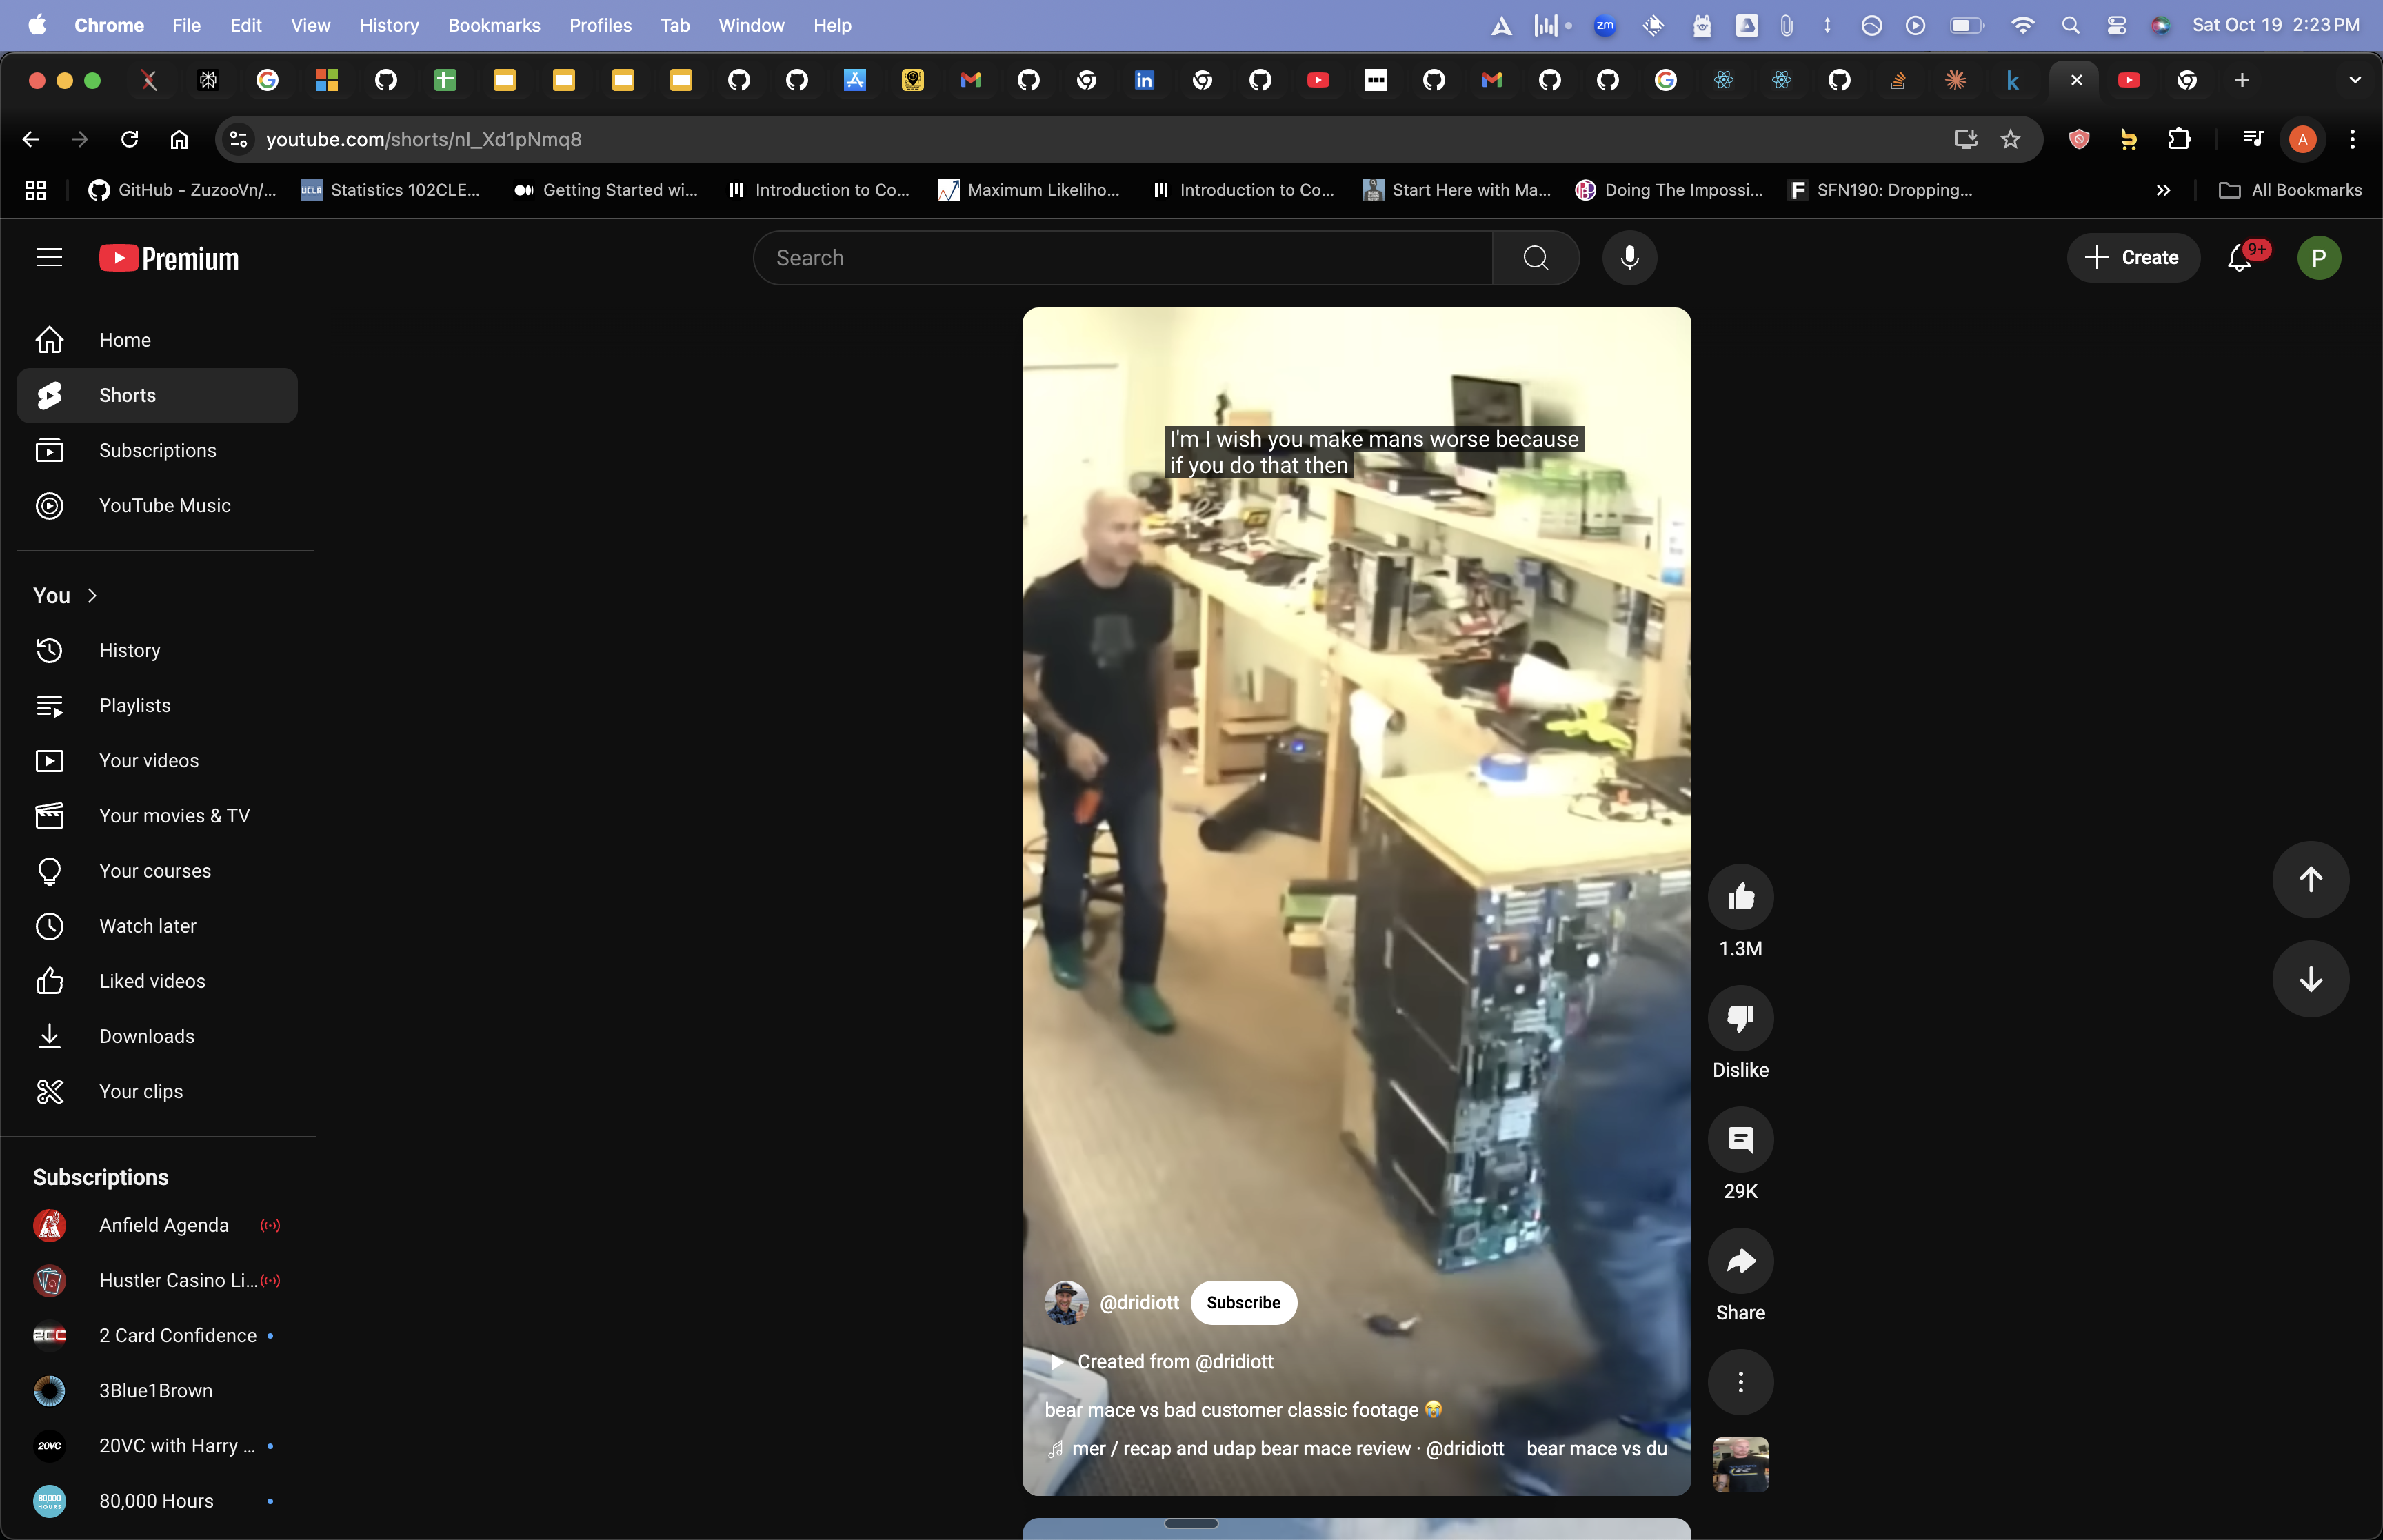 Chrome File Edit View History Bookmarks Profiles Tab Window Help
zm
Sat Oct 19 2:23 PM
k
youtube.com/shorts/nl_Xd1pNmq8
A
GitHub - ZuzooVn/...
UCLA
Statistics 102CLE...
Getting Started wi...
Introduction to Co...
Maximum Likeliho...
Introduction to Co...
Start Here with Ma...
Doing The Impossi...
F
SFN190: Dropping...
All Bookmarks
Premium
Search
Create
9+
P
Home
Shorts
Subscriptions
YouTube Music
You
History
Playlists
Your videos
Your movies & TV
Your courses
Watch later
Liked videos
Downloads
Your clips
Subscriptions
Anfield Agenda
Hustler Casino Li...
2CC
2 Card Confidence
3Blue1Brown
20VC
20VC with Harry ...
80000
HOURS
80,000 Hours
I'm I wish you make mans worse because
if you do that then
1.3M
Dislike
29K
Share
@dridiott
Subscribe
Created from @dridiott
bear mace vs bad customer classic footage 😭
mer / recap and udap bear mace review · @dridiott bear mace vs du